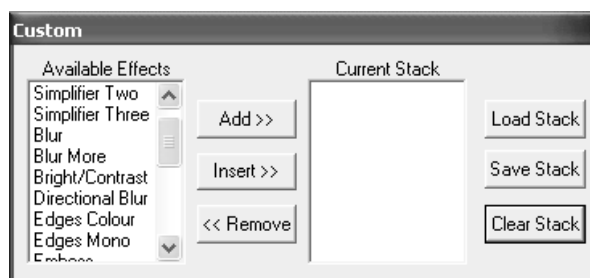 Custom
Available Effects
Simplifier Two
Simplifier Three
Blur
Blur More
Bright/Contrast
Directional Blur
Edges Colour
Edges Mono
Emboss
Add >>
Insert >>
<< Remove
Current Stack
Load Stack
Save Stack
Clear Stack